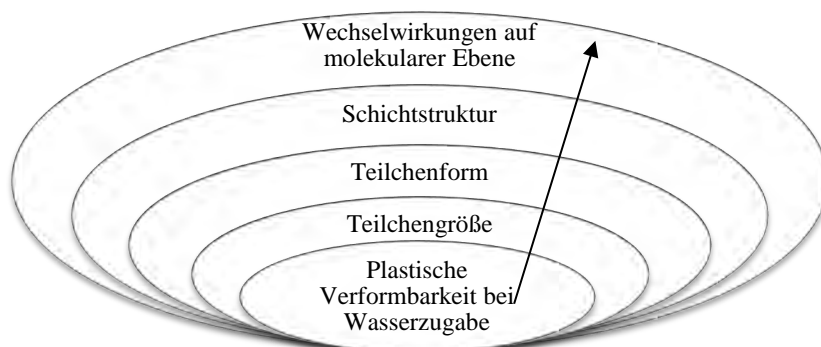 Wechselwirkungen auf
molekularer Ebene
Schichtstruktur
Teilchenform
Teilchengröße
Plastische
Verformbarkeit bei
Wasserzugabe